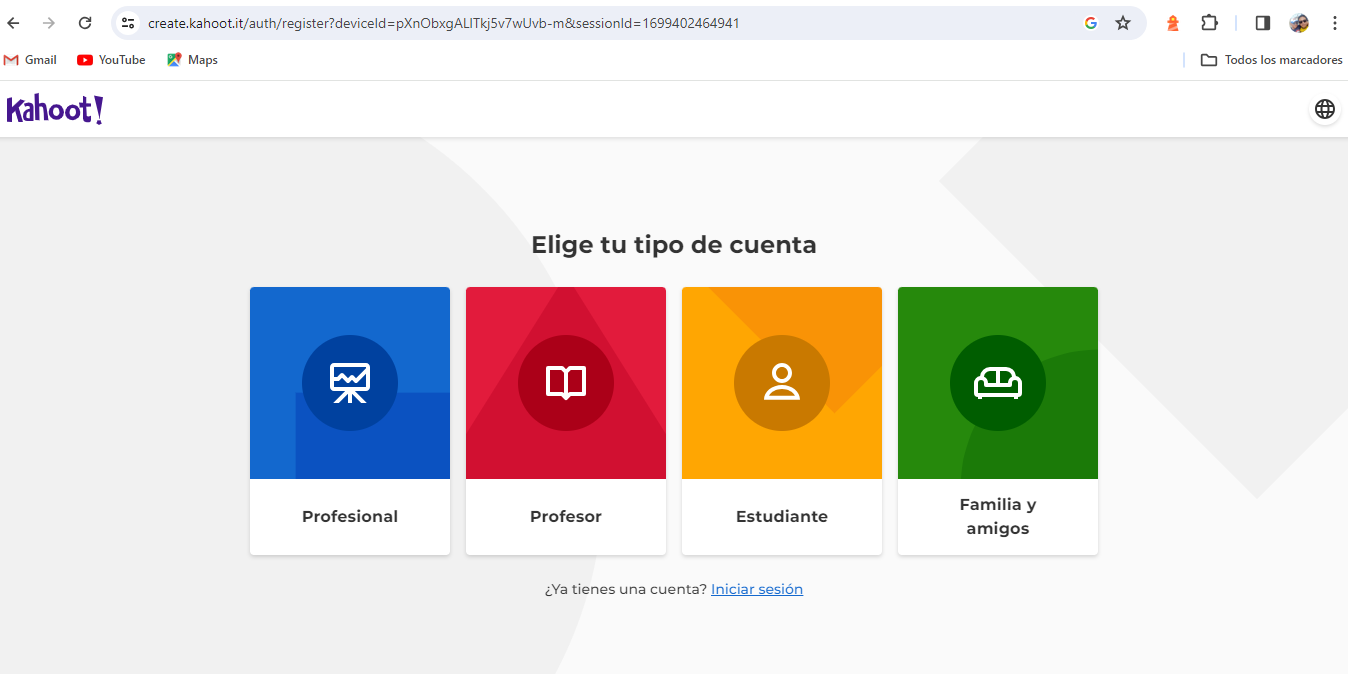 create.kahoot.it/auth/register?deviceId=pXnObxgALITkj5v7wUvb-m&sessionId=1699402464941
Gmail YouTube Maps Todos los marcadores
Kahoot!
Elige tu tipo de cuenta
Profesional
Profesor
Estudiante
Familia y
amigos
¿Ya tienes una cuenta? Iniciar sesión